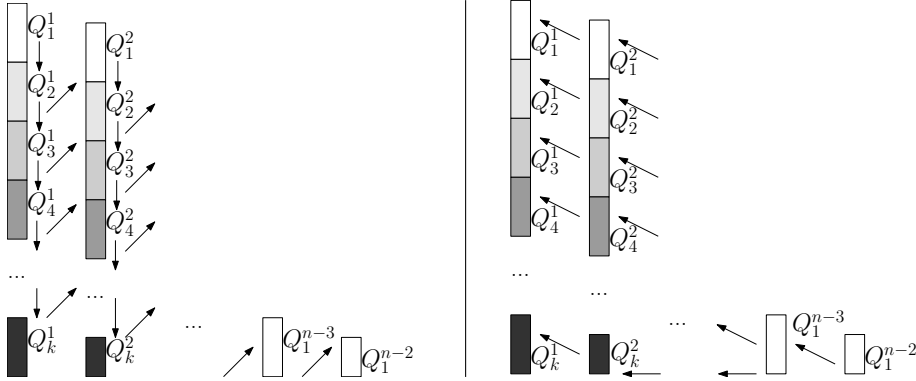 Q_1^1
Q_1^2
Q_2^1
Q_2^2
Q_3^1
Q_3^2
Q_4^1
Q_4^2
...
...
Q_k^1
Q_k^2
...
Q_1^{n-3}
Q_1^{n-2}
Q_1^1
Q_1^2
Q_2^1
Q_2^2
Q_3^1
Q_3^2
Q_4^1
Q_4^2
...
...
Q_k^1
Q_k^2
...
Q_1^{n-3}
Q_1^{n-2}